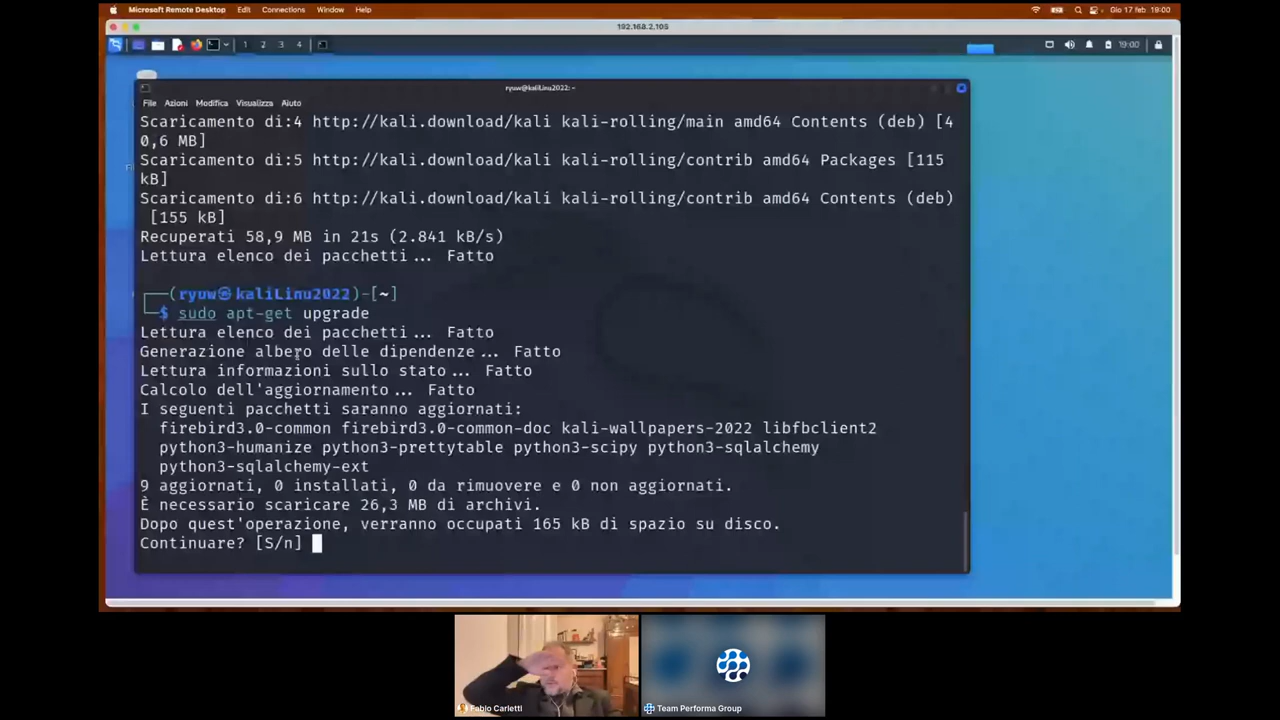 Microsoft Remote Desktop Edit Connections Window Help
Gio 17 feb 19:00
192.168.2.105
1 2 3 4
19:00
ryuw@kaliLinu2022: ~
File Azioni Modifica Visualizza Aiuto
Scaricamento di:4 http://kali.download/kali kali-rolling/main amd64 Contents (deb) [4
0,6 MB]
Scaricamento di:5 http://kali.download/kali kali-rolling/contrib amd64 Packages [115
kB]
Scaricamento di:6 http://kali.download/kali kali-rolling/contrib amd64 Contents (deb)
[155 kB]
Recuperati 58,9 MB in 21s (2.841 kB/s)
Lettura elenco dei pacchetti... Fatto
┌──(ryuw㉿kaliLinu2022)-[~]
└─$ sudo apt-get upgrade
Lettura elenco dei pacchetti... Fatto
Generazione albero delle dipendenze... Fatto
Lettura informazioni sullo stato... Fatto
Calcolo dell'aggiornamento... Fatto
I seguenti pacchetti saranno aggiornati:
firebird3.0-common firebird3.0-common-doc kali-wallpapers-2022 libfbclient2
python3-humanize python3-prettytable python3-scipy python3-sqlalchemy
python3-sqlalchemy-ext
9 aggiornati, 0 installati, 0 da rimuovere e 0 non aggiornati.
È necessario scaricare 26,3 MB di archivi.
Dopo quest'operazione, verranno occupati 165 kB di spazio su disco.
Continuare? [S/n]
Fabio Carletti
Team Performa Group